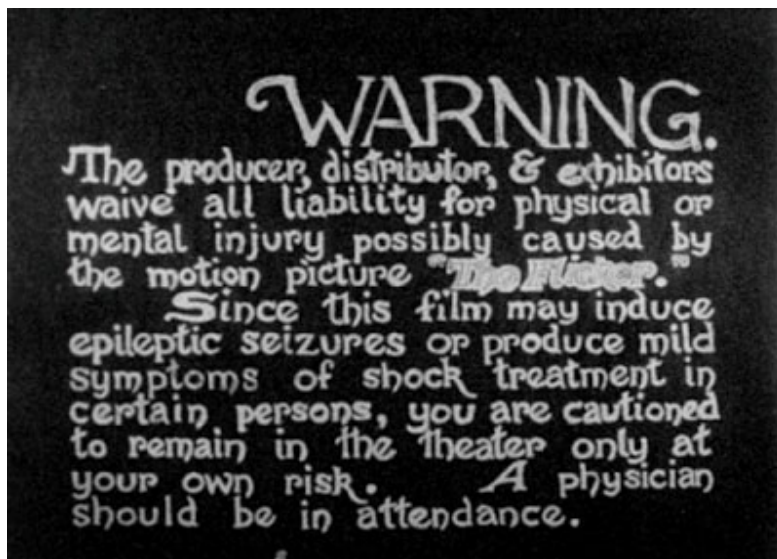 WARNING.
The producer, distributor, & exhibitors
waive all liability for physical or
mental injury possibly caused by
the motion picture "The Flicker."
Since this film may induce
epileptic seizures or produce mild
symptoms of shock treatment in
certain persons, you are cautioned
to remain in the theater only at
your own risk. A physician
should be in attendance.